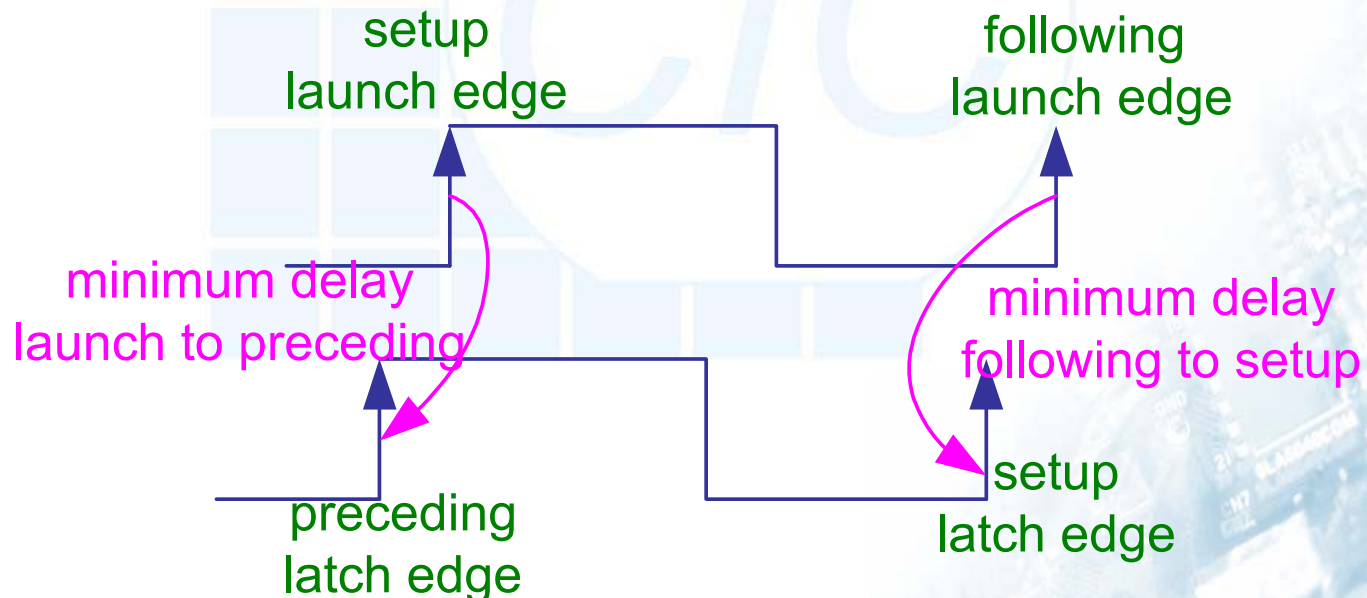 setup
launch edge
following
launch edge
minimum delay
launch to preceding
minimum delay
following to setup
preceding
latch edge
setup
latch edge
CIC